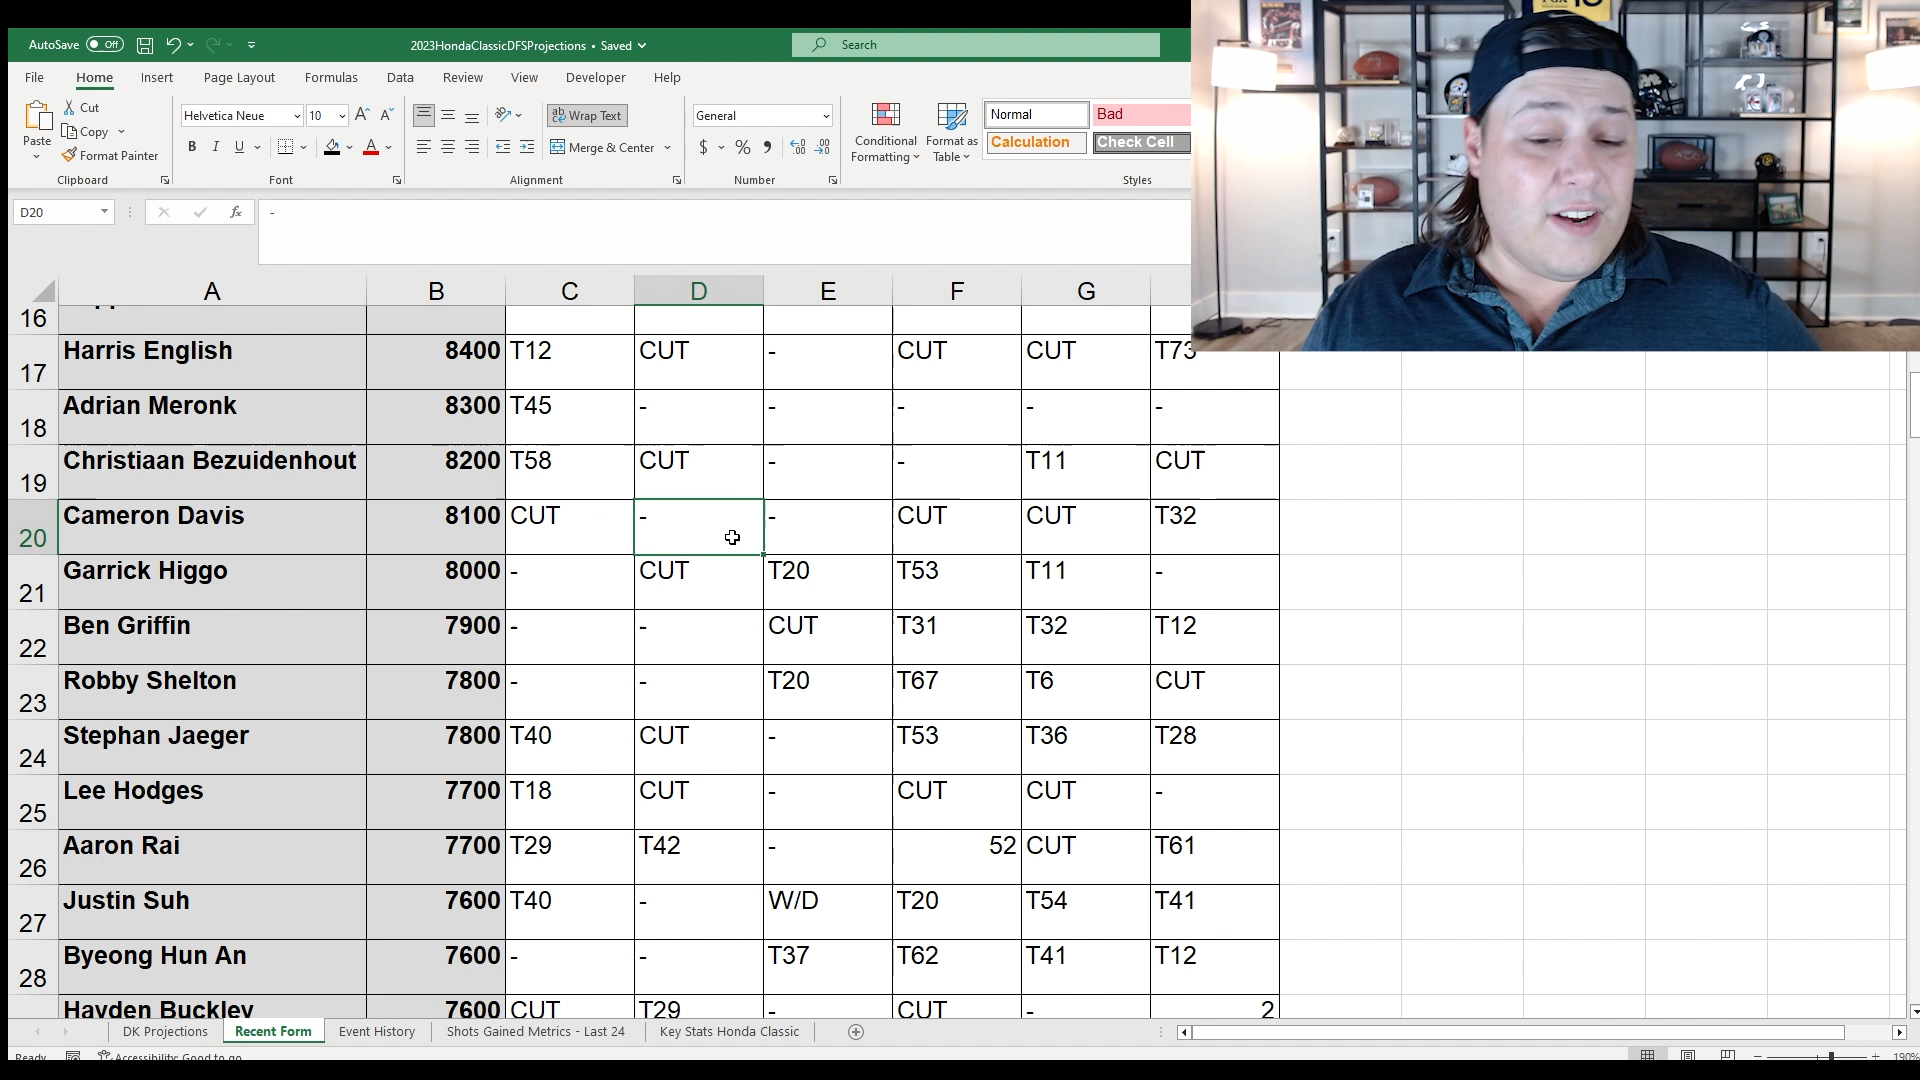 AutoSave Off 2023HondaClassicDFSProjections • Saved Search
File Home Insert Page Layout Formulas Data Review View Developer Help
Cut
Copy
Format Painter
Paste
Clipboard
Helvetica Neue 10
B I U
Font
Wrap Text
Merge & Center
Alignment
General
Number
Conditional Formatting
Format as Table
Normal Bad
Calculation Check Cell
Styles
D20 fx -
A B C D E F G
16
17 Harris English 8400 T12 CUT - CUT CUT T73
18 Adrian Meronk 8300 T45 - - - - -
19 Christiaan Bezuidenhout 8200 T58 CUT - - T11 CUT
20 Cameron Davis 8100 CUT - - CUT CUT T32
21 Garrick Higgo 8000 - CUT T20 T53 T11 -
22 Ben Griffin 7900 - - CUT T31 T32 T12
23 Robby Shelton 7800 - - T20 T67 T6 CUT
24 Stephan Jaeger 7800 T40 CUT - T53 T36 T28
25 Lee Hodges 7700 T18 CUT - CUT CUT -
26 Aaron Rai 7700 T29 T42 - 52 CUT T61
27 Justin Suh 7600 T40 - W/D T20 T54 T41
28 Byeong Hun An 7600 - - T37 T62 T41 T12
Hayden Buckley 7600 CUT T29 - CUT - 2
DK Projections Recent Form Event History Shots Gained Metrics - Last 24 Key Stats Honda Classic
Ready Accessibility: Good to go 190%